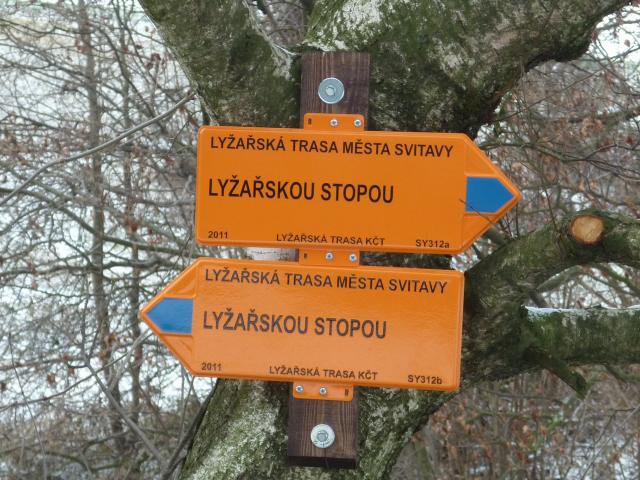 LYŽAŘSKÁ TRASA MĚSTA SVITAVY
LYŽAŘSKOU STOPOU
2011 LYŽAŘSKÁ TRASA KČT SY312a
LYŽAŘSKÁ TRASA MĚSTA SVITAVY
LYŽAŘSKOU STOPOU
2011 LYŽAŘSKÁ TRASA KČT SY312b